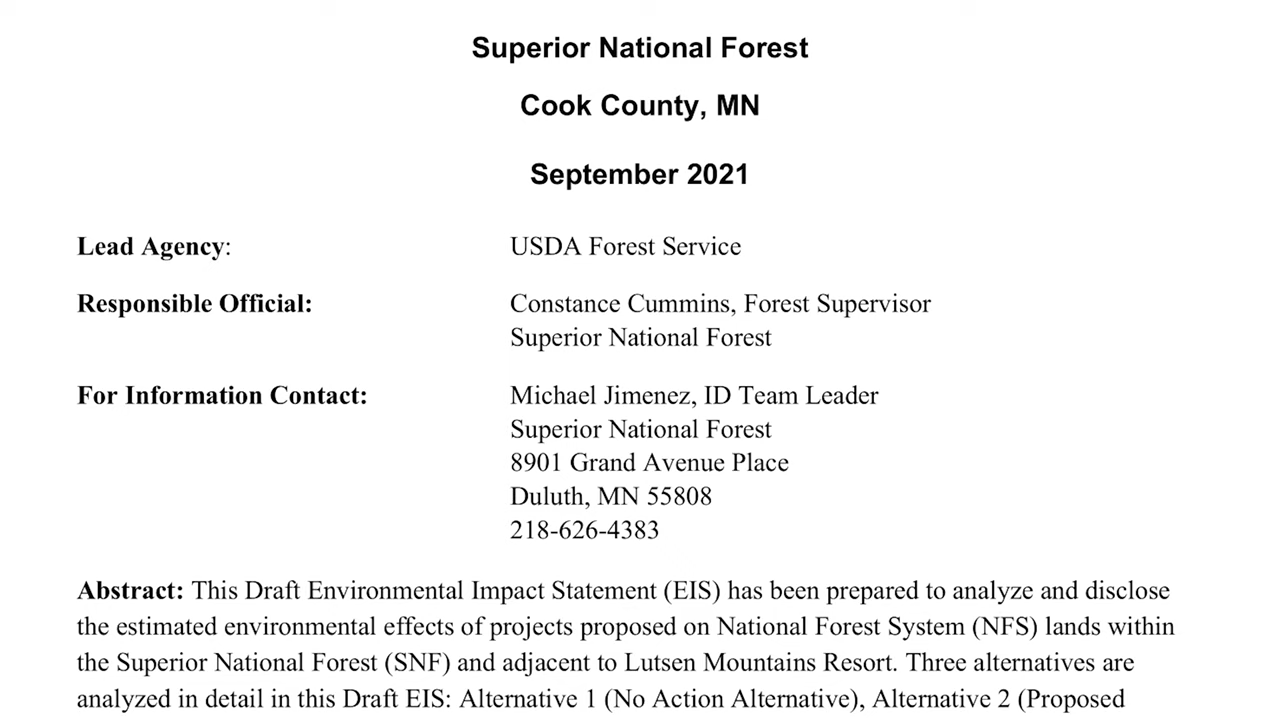 Superior National Forest
Cook County, MN
September 2021
Lead Agency: USDA Forest Service
Responsible Official: Constance Cummins, Forest Supervisor
Superior National Forest
For Information Contact: Michael Jimenez, ID Team Leader
Superior National Forest
8901 Grand Avenue Place
Duluth, MN 55808
218-626-4383
Abstract: This Draft Environmental Impact Statement (EIS) has been prepared to analyze and disclose
the estimated environmental effects of projects proposed on National Forest System (NFS) lands within
the Superior National Forest (SNF) and adjacent to Lutsen Mountains Resort. Three alternatives are
analyzed in detail in this Draft EIS: Alternative 1 (No Action Alternative), Alternative 2 (Proposed